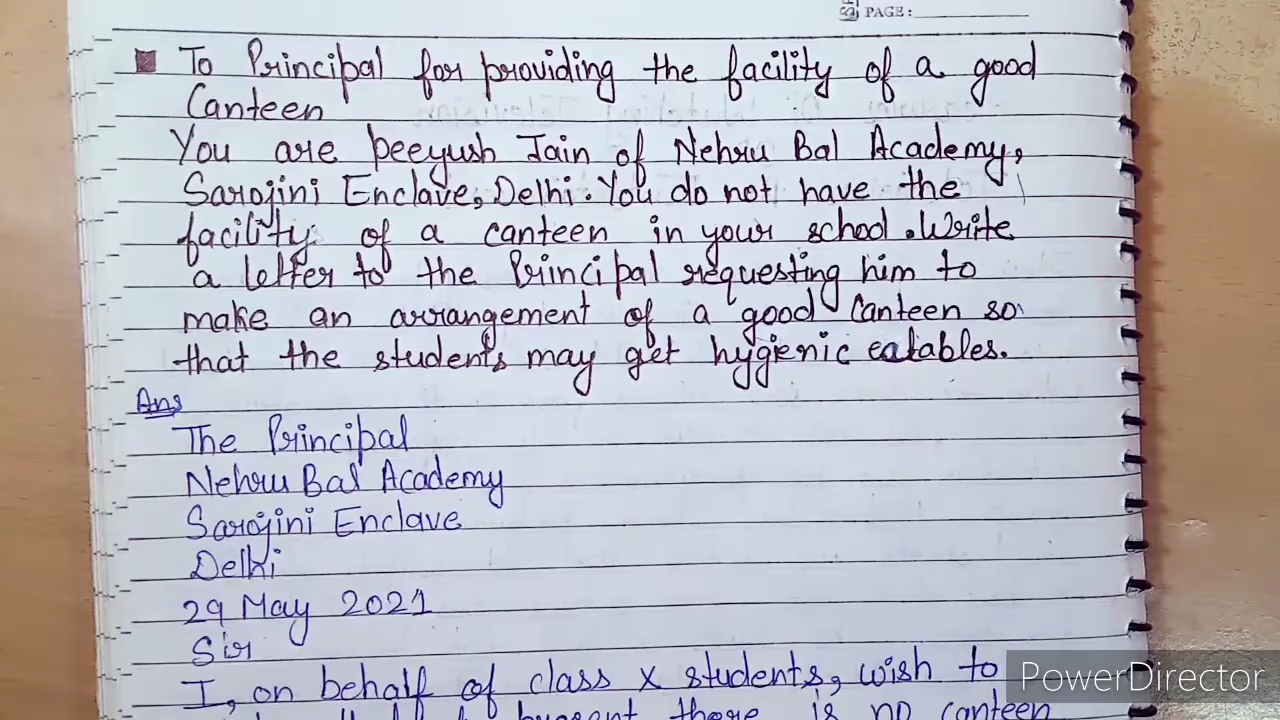 PAGE:
To Principal for providing the facility of a good
Canteen
You are peeyush Jain of Nehru Bal Academy,
Sarojini Enclave, Delhi. You do not have the
facility of a canteen in your school. Write
a letter to the Principal requesting him to
make an arrangement of a good Canteen so
that the students may get hygienic eatables.
Ans
The Principal
Nehru Bal Academy
Sarojini Enclave
Delhi
29 May 2021
Sir
I, on behalf of class X students, wish to
present there is no canteen
PowerDirector